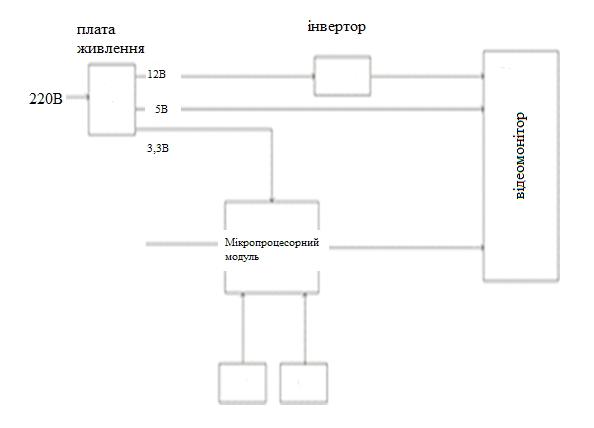 плата
живлення
інвертор
220В
12В
5В
3,3В
відеомонітор
Мікропроцесорний
модуль